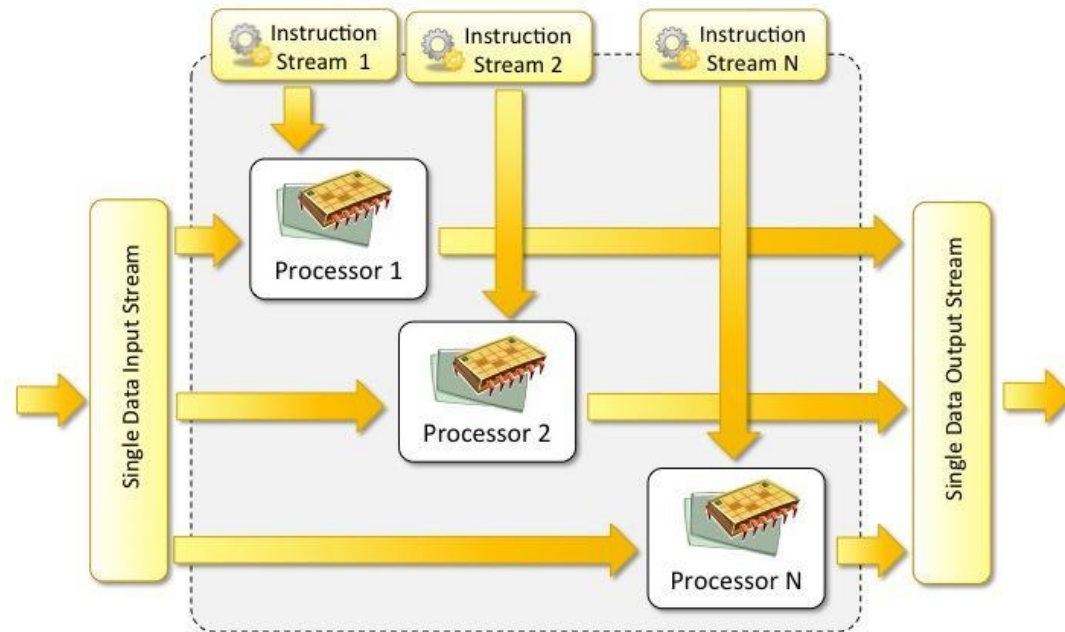 Instruction
Stream 1
Instruction
Stream 2
Instruction
Stream N
Single Data Input Stream
Processor 1
Processor 2
Processor N
Single Data Output Stream